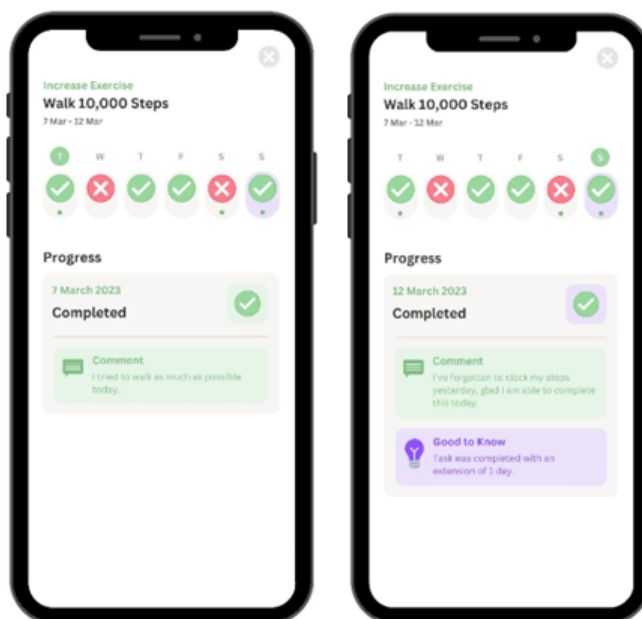 Increase Exercise
Walk 10,000 Steps
7 Mar - 12 Mar
T W T F S S
Progress
7 March 2023
Completed
Comment
I tried to walk as much as possible
today.
Increase Exercise
Walk 10,000 Steps
7 Mar - 12 Mar
T W T F S S
Progress
12 March 2023
Completed
Comment
I've forgotten to clock my steps
yesterday, glad I am able to complete
this today
Good to Know
Task was completed with an
extension of 1 day.